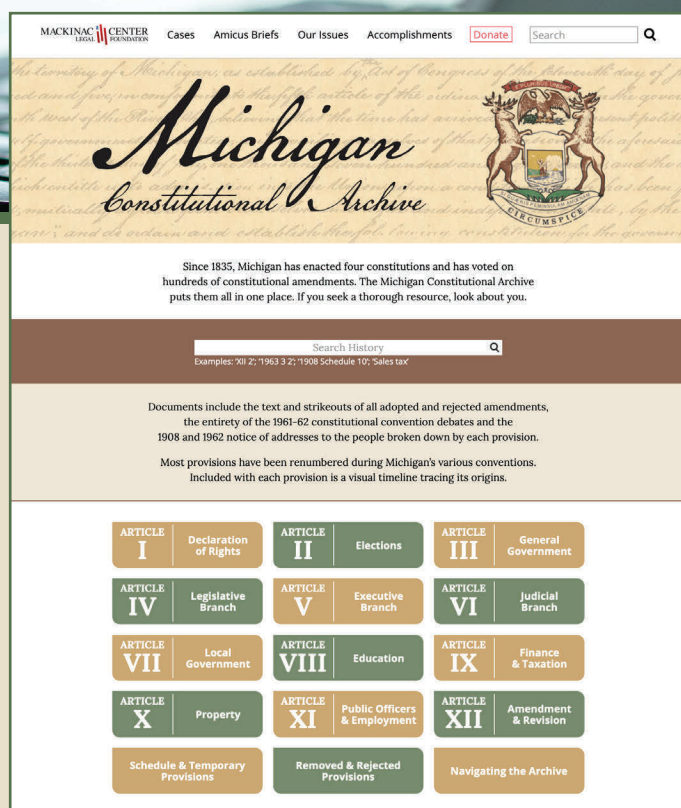 MACKINAC CENTER
LEGAL FOUNDATION
Cases
Amicus Briefs
Our Issues
Accomplishments
Donate
Search
Michigan
Constitutional Archive
CIRCUMSPICE
Since 1835, Michigan has enacted four constitutions and has voted on
hundreds of constitutional amendments. The Michigan Constitutional Archive
puts them all in one place. If you seek a thorough resource, look about you.
Search History
Examples: 'XII 2'; '1963 3 2'; '1908 Schedule 10'; 'Sales tax'
Documents include the text and strikeouts of all adopted and rejected amendments,
the entirety of the 1961-62 constitutional convention debates and the
1908 and 1962 notice of addresses to the people broken down by each provision.
Most provisions have been renumbered during Michigan's various conventions.
Included with each provision is a visual timeline tracing its origins.
ARTICLE
I
Declaration
of Rights
ARTICLE
II
Elections
ARTICLE
III
General
Government
ARTICLE
IV
Legislative
Branch
ARTICLE
V
Executive
Branch
ARTICLE
VI
Judicial
Branch
ARTICLE
VII
Local
Government
ARTICLE
VIII
Education
ARTICLE
IX
Finance
& Taxation
ARTICLE
X
Property
ARTICLE
XI
Public Officers
& Employment
ARTICLE
XII
Amendment
& Revision
Schedule & Temporary
Provisions
Removed & Rejected
Provisions
Navigating the Archive